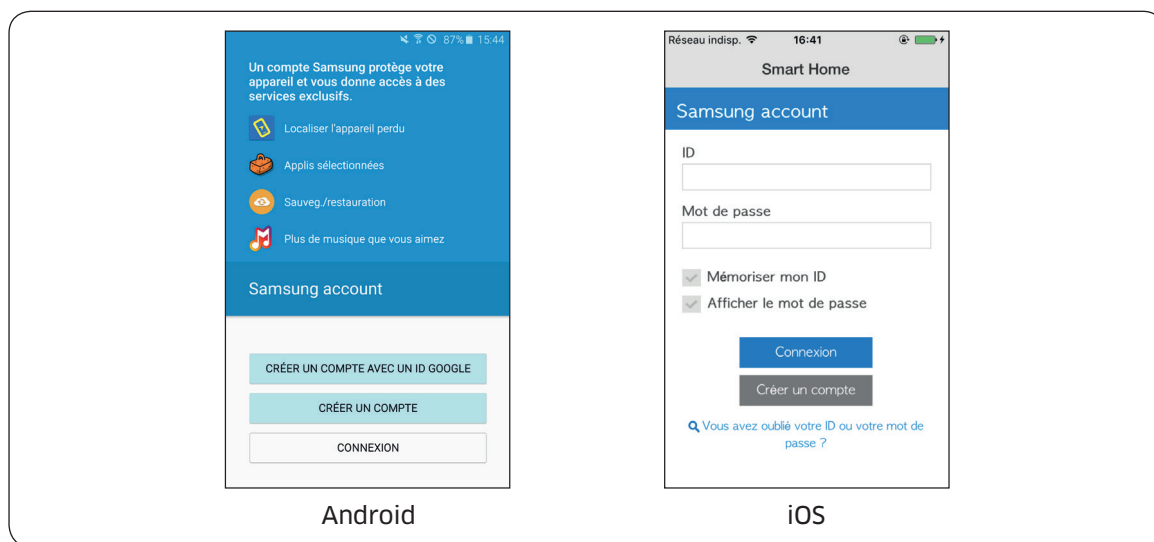 87% 15:44
Un compte Samsung protège votre
appareil et vous donne accès à des
services exclusifs.
Localiser l'appareil perdu
Applis sélectionnées
Sauveg./restauration
Plus de musique que vous aimez
Samsung account
CRÉER UN COMPTE AVEC UN ID GOOGLE
CRÉER UN COMPTE
CONNEXION
Android
Réseau indisp. 16:41
Smart Home
Samsung account
ID
Mot de passe
Mémoriser mon ID
Afficher le mot de passe
Connexion
Créer un compte
Vous avez oublié votre ID ou votre mot de
passe ?
iOS